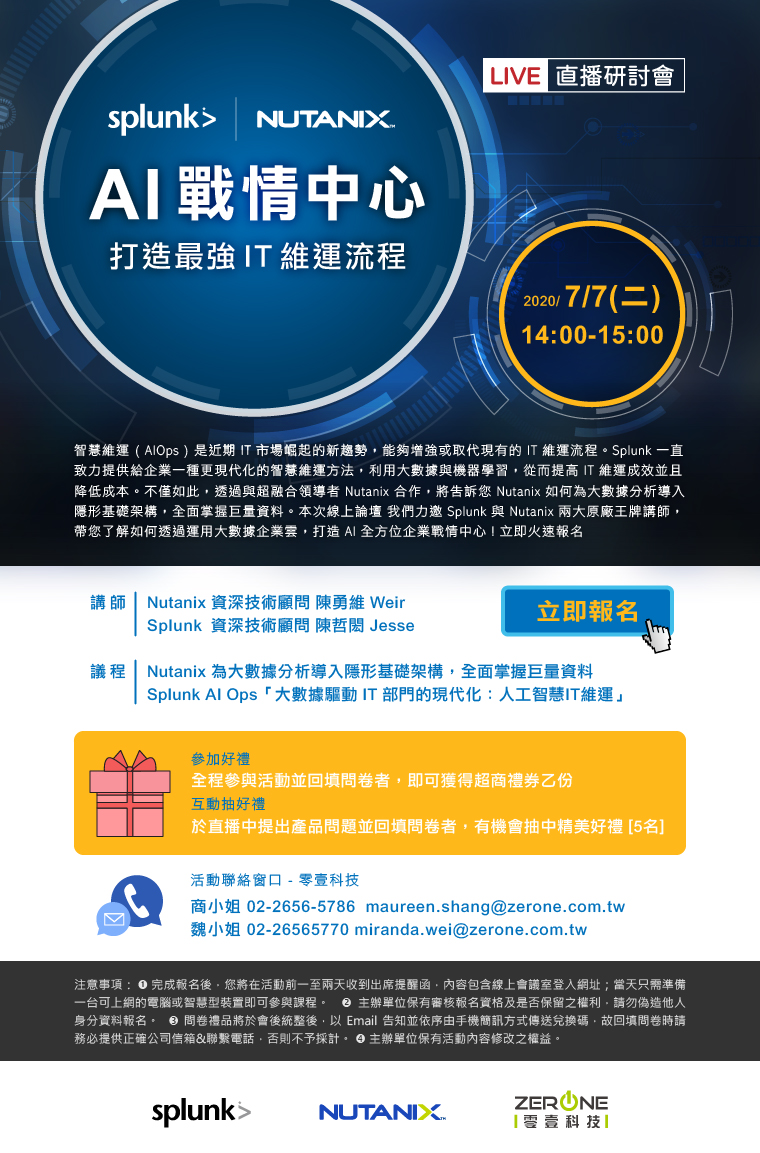 LIVE 直播研討會
splunk> NUTANIX™
AI 戰情中心
打造最強 IT 維運流程
2020/ 7/7(二)
14:00-15:00
智慧維運 ( AIOps ) 是近期 IT 市場崛起的新趨勢，能夠增強或取代現有的 IT 維運流程。Splunk 一直
致力提供給企業一種更現代化的智慧維運方法，利用大數據與機器學習，從而提高 IT 維運成效並且
降低成本。不僅如此，透過與超融合領導者 Nutanix 合作，將告訴您 Nutanix 如何為大數據分析導入
隱形基礎架構，全面掌握巨量資料。本次線上論壇 我們力邀 Splunk 與 Nutanix 兩大原廠王牌講師，
帶您了解如何透過運用大數據企業雲，打造 AI 全方位企業戰情中心！立即火速報名
講師 Nutanix 資深技術顧問 陳勇維 Weir
Splunk 資深技術顧問 陳哲閎 Jesse
立即報名
議程 Nutanix 為大數據分析導入隱形基礎架構，全面掌握巨量資料
Splunk AI Ops「大數據驅動 IT 部門的現代化：人工智慧IT維運」
參加好禮
全程參與活動並回填問卷者，即可獲得超商禮券乙份
互動抽好禮
於直播中提出產品問題並回填問卷者，有機會抽中精美好禮 [5名]
活動聯絡窗口 - 零壹科技
商小姐 02-2656-5786 maureen.shang@zerone.com.tw
魏小姐 02-26565770 miranda.wei@zerone.com.tw
注意事項： ❶ 完成報名後，您將在活動前一至兩天收到出席提醒函，內容包含線上會議室登入網址；當天只需準備
一台可上網的電腦或智慧型裝置即可參與課程。 ❷ 主辦單位保有審核報名資格及是否保留之權利，請勿偽造他人
身分資料報名。 ❸ 問卷禮品將於會後統整後，以 Email 告知並依序由手機簡訊方式傳送兌換碼，故回填問卷時請
務必提供正確公司信箱&聯繫電話，否則不予採計。 ❹ 主辦單位保有活動內容修改之權益。
splunk> NUTANIX™ ZERONE
零壹科技